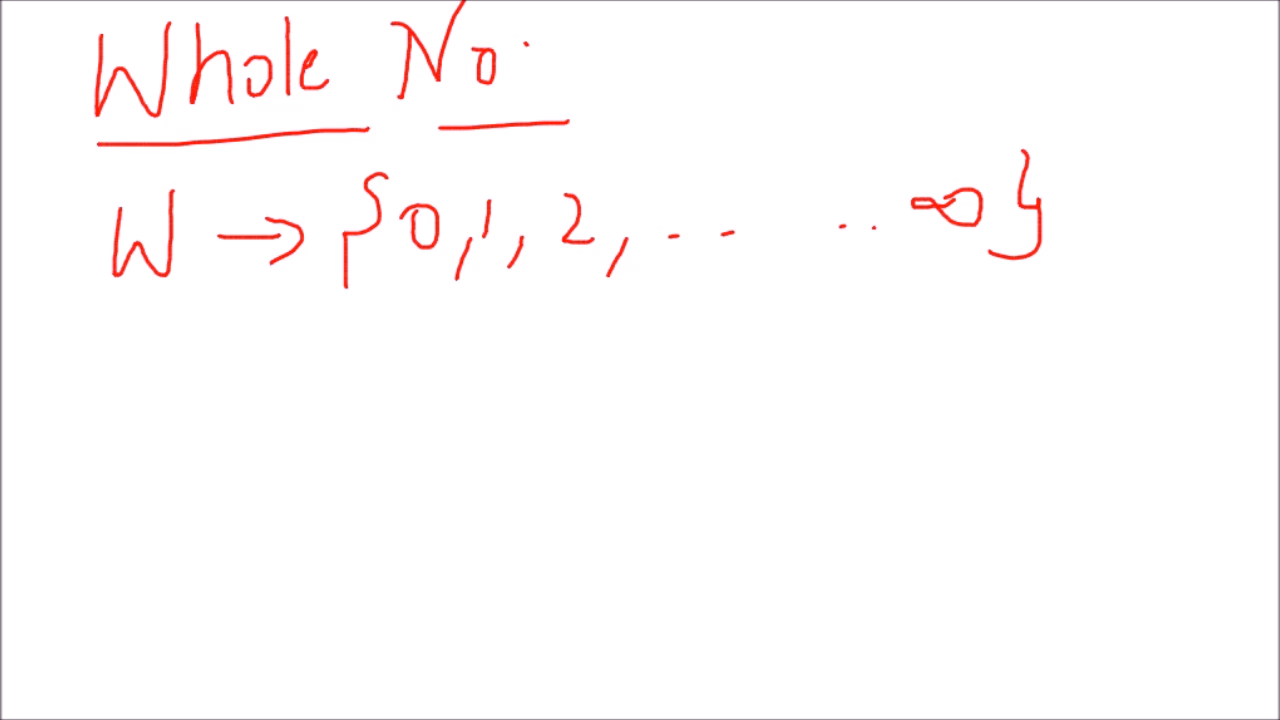 Whole No.
W → {0, 1, 2, .. .. ∞}